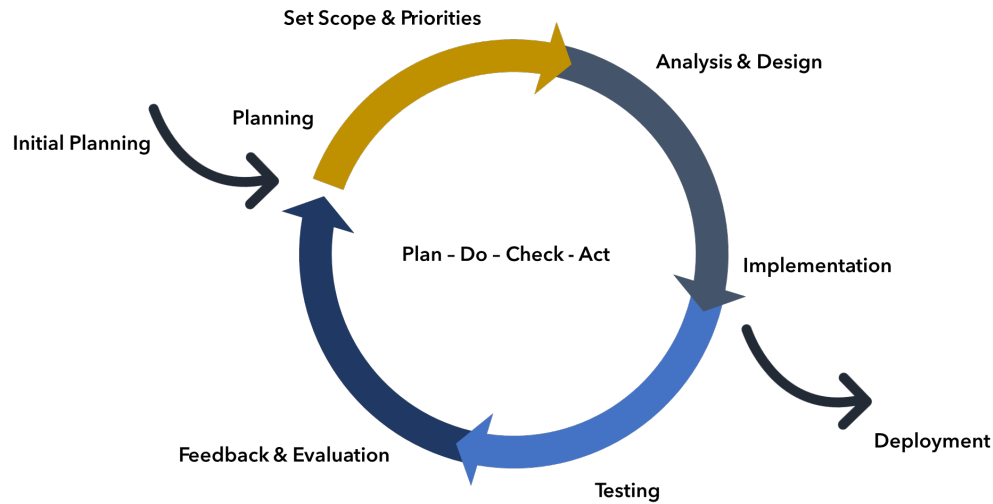 Set Scope & Priorities
Analysis & Design
Planning
Initial Planning
Plan – Do – Check - Act
Implementation
Deployment
Feedback & Evaluation
Testing